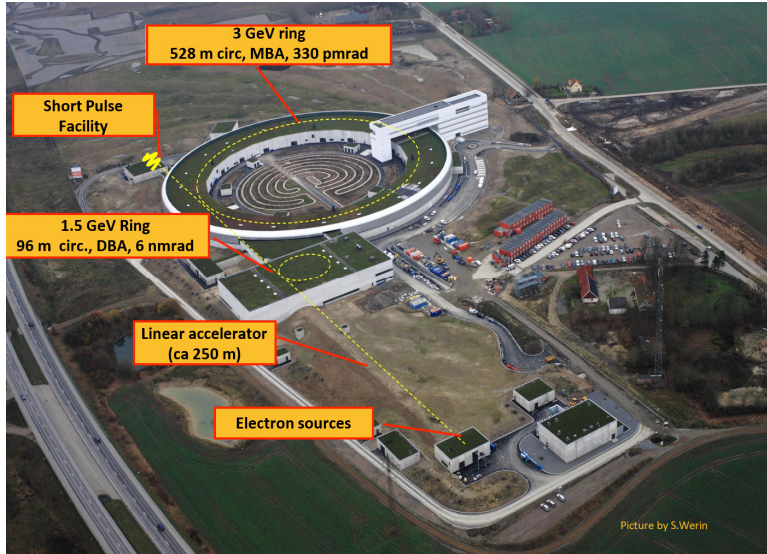 3 GeV ring
528 m circ, MBA, 330 pmrad
Short Pulse
Facility
1.5 GeV Ring
96 m  circ., DBA, 6 nmrad
Linear accelerator
(ca 250 m)
Electron sources
Picture by S.Werin